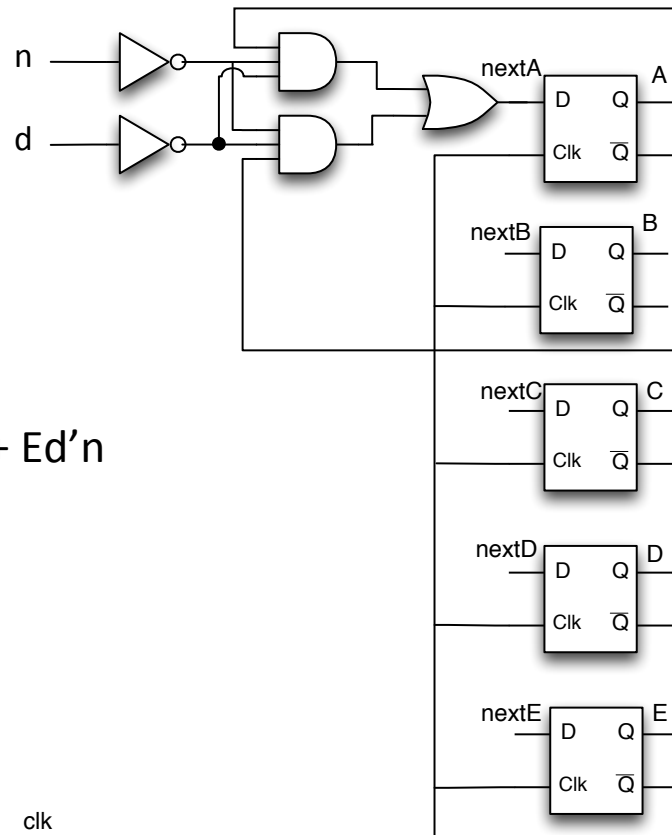 n
d
nextA
A
D Q
Clk Q̅
nextB
B
D Q
Clk Q̅
nextC
C
D Q
Clk Q̅
- Ed’n
nextD
D
D Q
Clk Q̅
nextE
E
D Q
Clk Q̅
clk